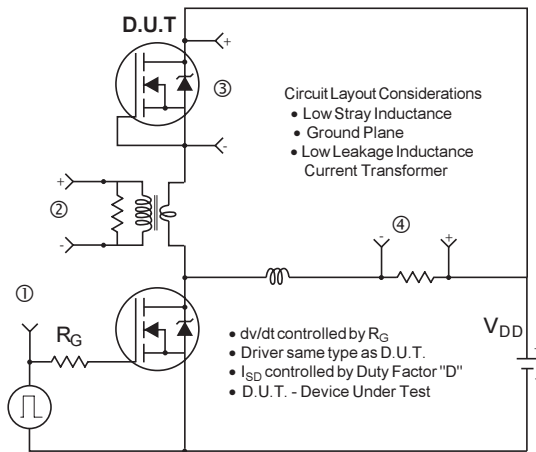 D.U.T
+
③
-
Circuit Layout Considerations
• Low Stray Inductance
• Ground Plane
• Low Leakage Inductance
Current Transformer
+
②
-
④
- +
①
RG
VDD
+
-
• dv/dt controlled by RG
• Driver same type as D.U.T.
• ISD controlled by Duty Factor "D"
• D.U.T. - Device Under Test